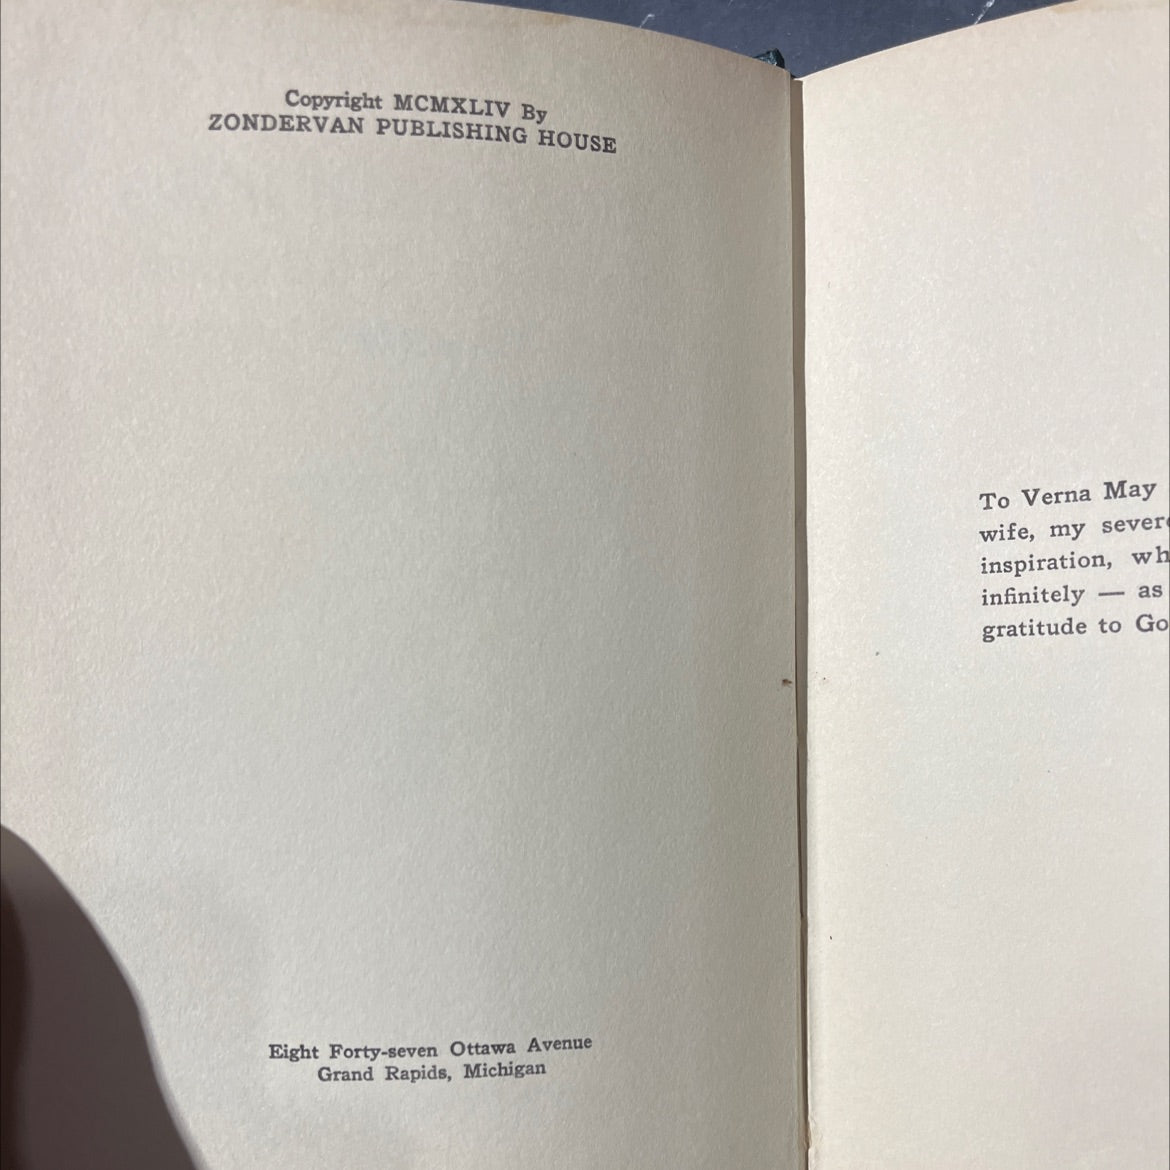 Copyright MCMXLIV By
ZONDERVAN PUBLISHING HOUSE
Eight Forty-seven Ottawa Avenue
Grand Rapids, Michigan
To Verna May
wife, my
inspiration,
infinitely — as
gratitude to